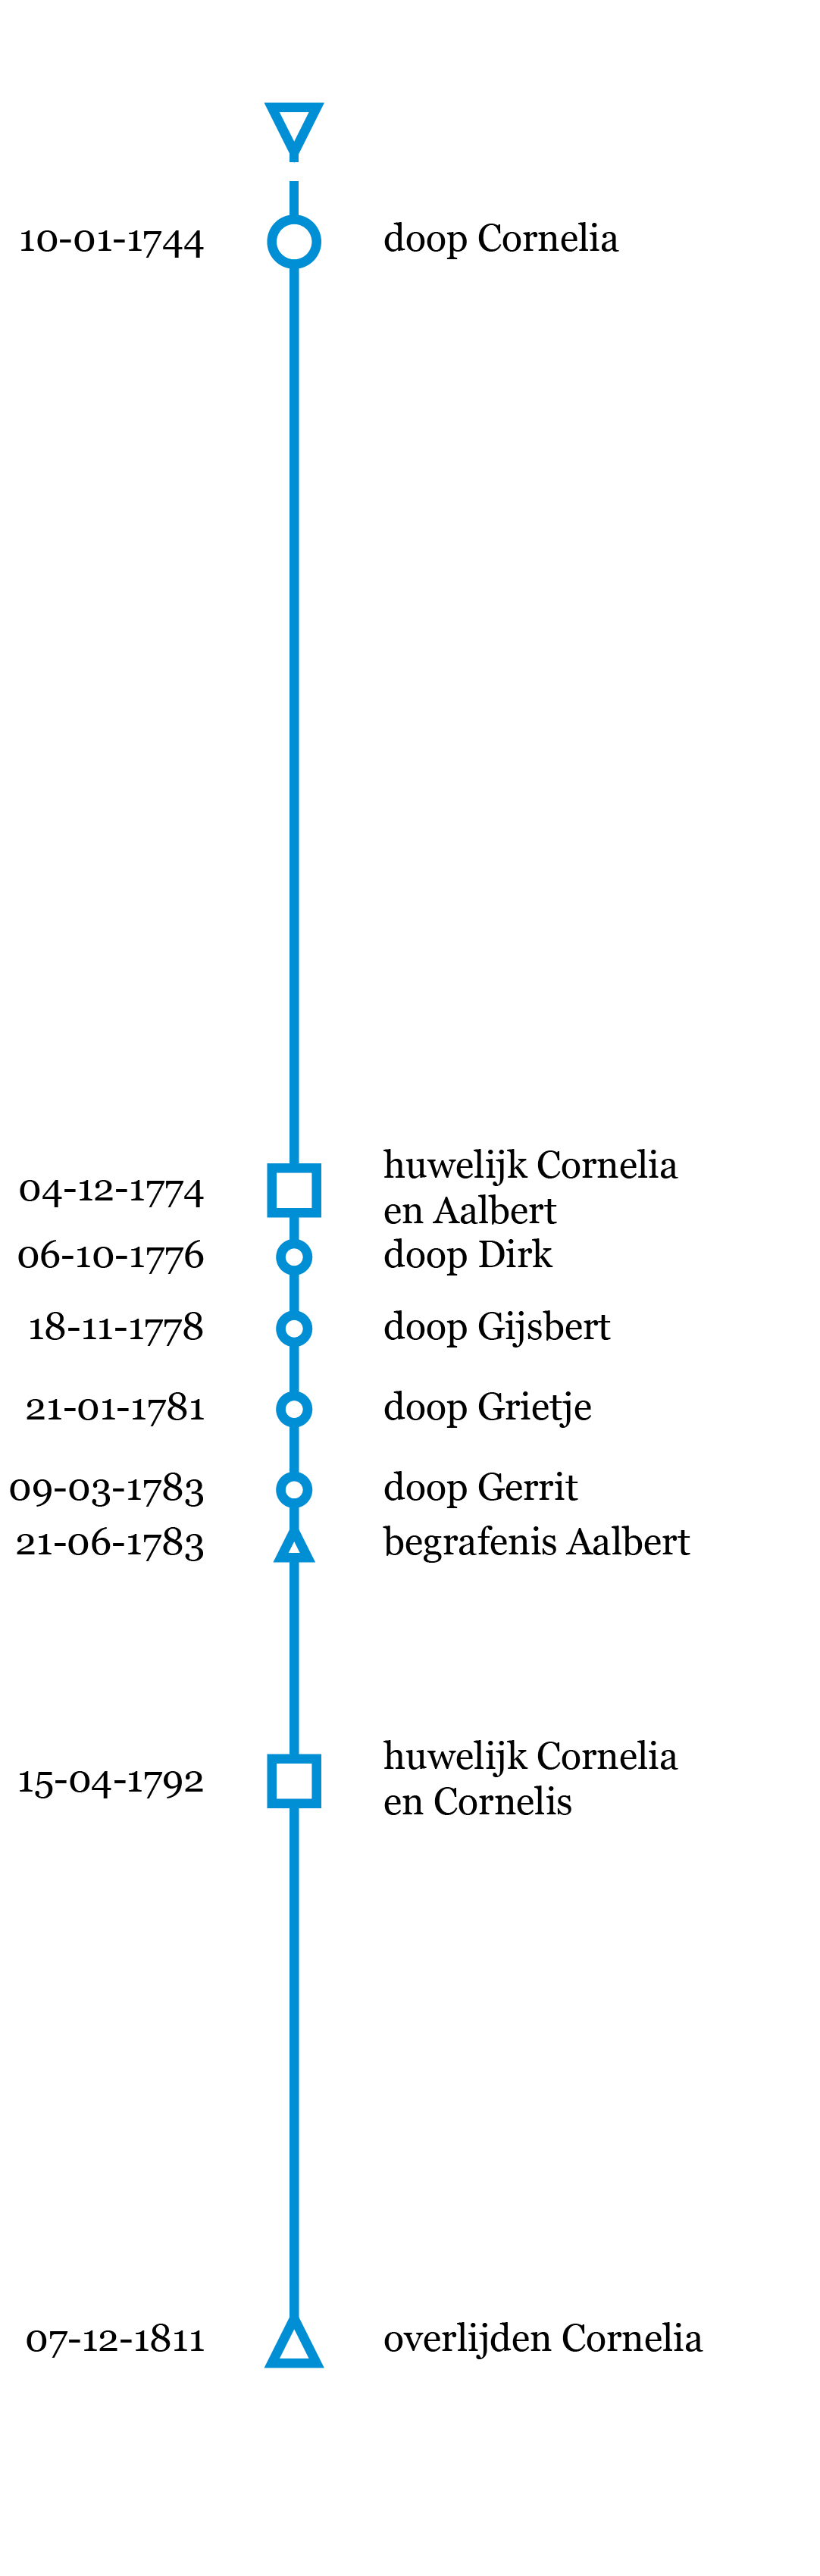 10-01-1744 doop Cornelia
huwelijk Cornelia
04-12-1774
en Aalbert
06-10-1776 doop Dirk
18-11-1778 doop Gijsbert
21-01-1781 doop Grietje
09-03-1783 doop Gerrit
21-06-1783 begrafenis Aalbert
huwelijk Cornelia
15-04-1792
en Cornelis
07-12-1811 overlijden Cornelia